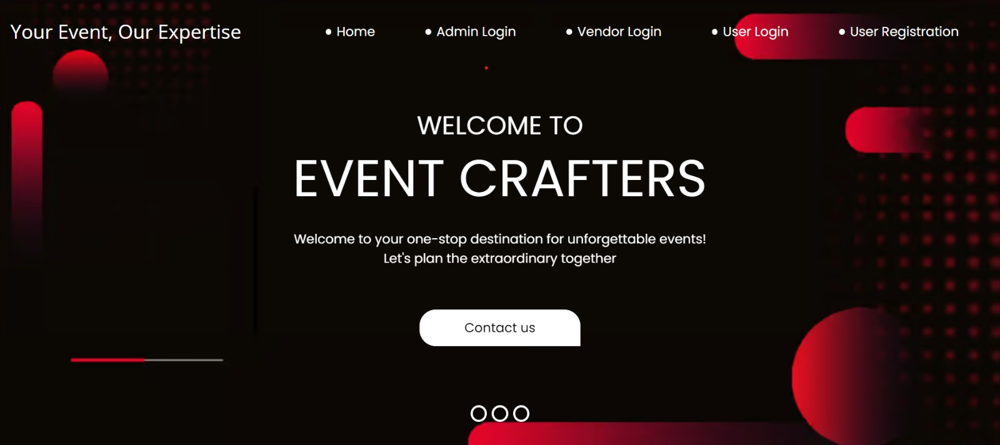 Your Event, Our Expertise
• Home
• Admin Login
• Vendor Login
• User Login
• User Registration
WELCOME TO
EVENT CRAFTERS
Welcome to your one-stop destination for unforgettable events!
Let's plan the extraordinary together
Contact us